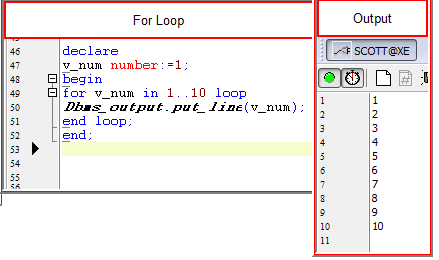 For Loop
46 declare
47 v_num number:=1;
48 begin
49 for v_num in 1..10 loop
50 Dbms_output.put_line(v_num);
51 end loop;
52 end;
53
54
55
56
Output
SCOTT@XE
1 1
2 2
3 3
4 4
5 5
6 6
7 7
8 8
9 9
10 10
11